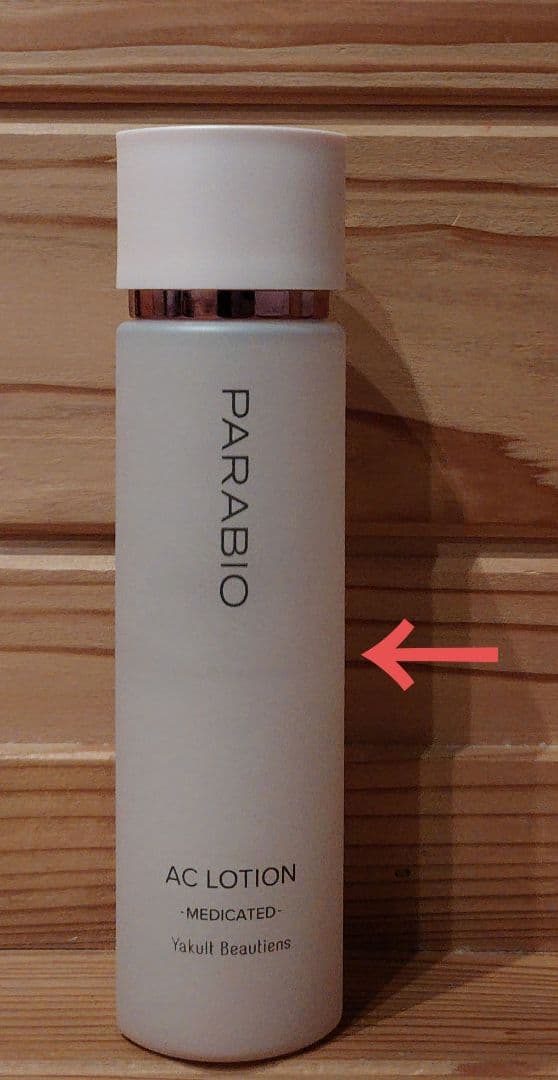 PARABIO
AC LOTION
-MEDICATED-
Yakult Beautiens